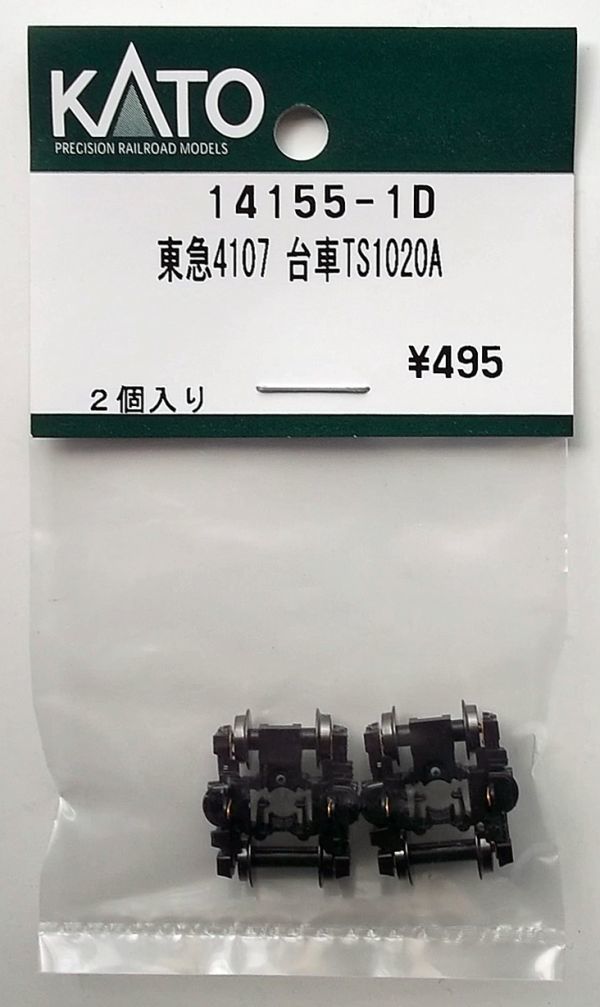 KATO
PRECISION RAILROAD MODELS
14155-1D
東急4107 台車TS1020A
¥495
2個入り